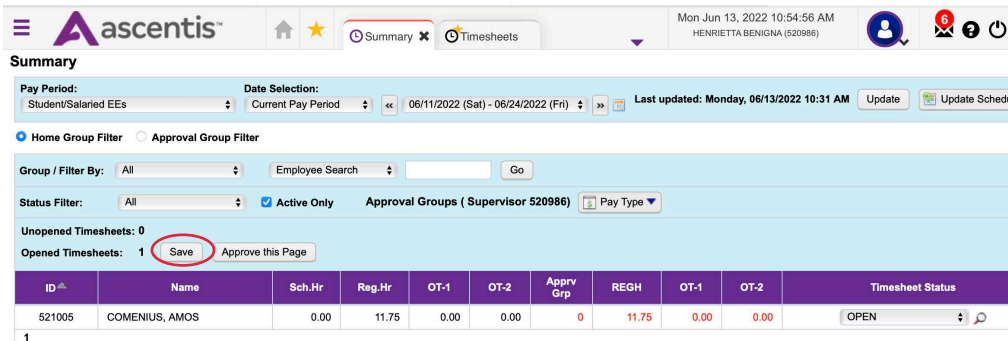 ascentis™
Summary ✖ Timesheets
Mon Jun 13, 2022 10:54:56 AM
HENRIETTA BENIGNA (520986)
6
Summary
Pay Period: Date Selection:
Student/Salaried EEs Current Pay Period « 06/11/2022 (Sat) - 06/24/2022 (Fri) » Last updated: Monday, 06/13/2022 10:31 AM Update Update Sched
Home Group Filter Approval Group Filter
Group / Filter By: All Employee Search Go
Status Filter: All Active Only Approval Groups ( Supervisor 520986) Pay Type
Unopened Timesheets: 0
Opened Timesheets: 1 Save Approve this Page
ID Name Sch.Hr Reg.Hr OT-1 OT-2 Apprv Grp REGH OT-1 OT-2 Timesheet Status
521005 COMENIUS, AMOS 0.00 11.75 0.00 0.00 0 11.75 0.00 0.00 OPEN
1